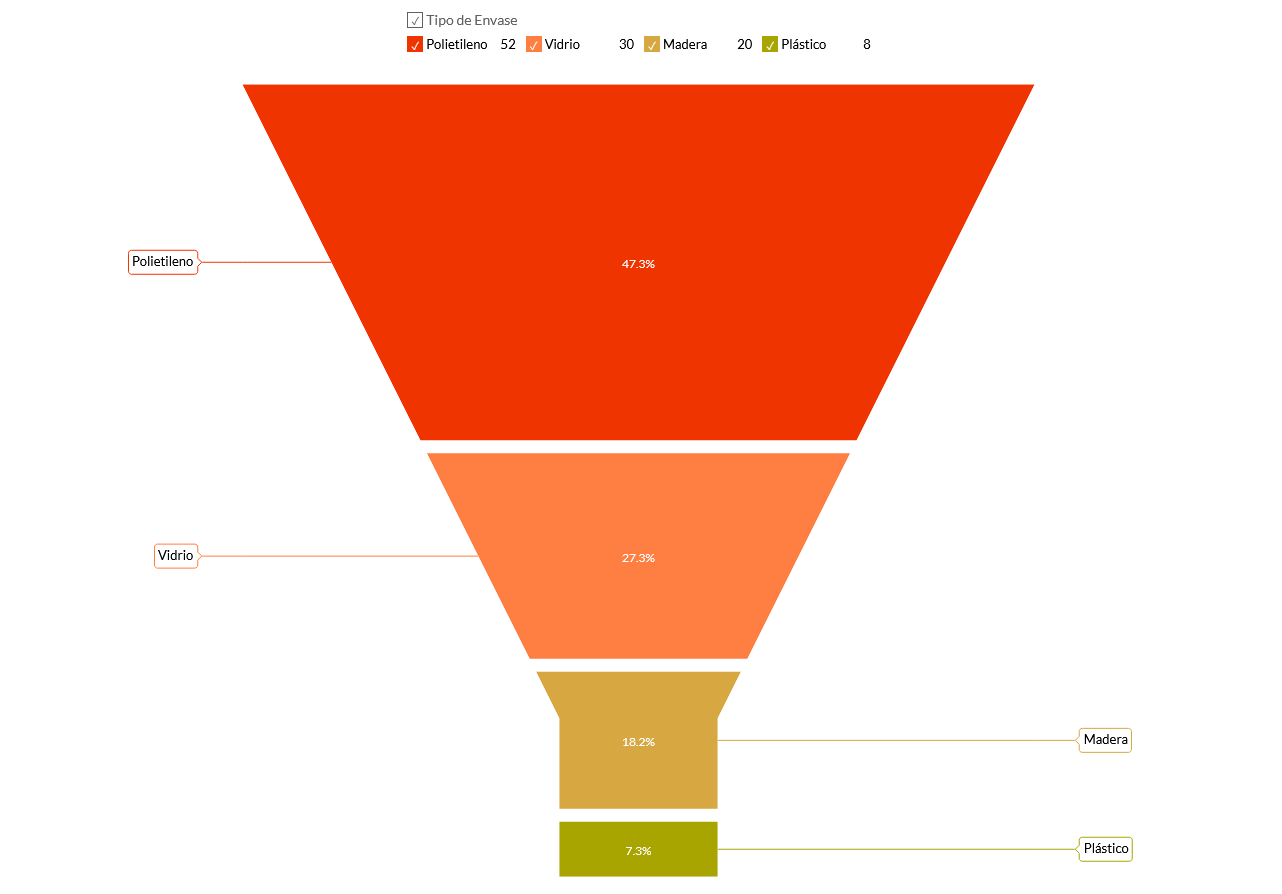 Tipo de Envase
Polietileno 52 Vidrio 30 Madera 20 Plástico 8
Polietileno
47.3%
Vidrio
27.3%
18.2%
Madera
7.3%
Plástico